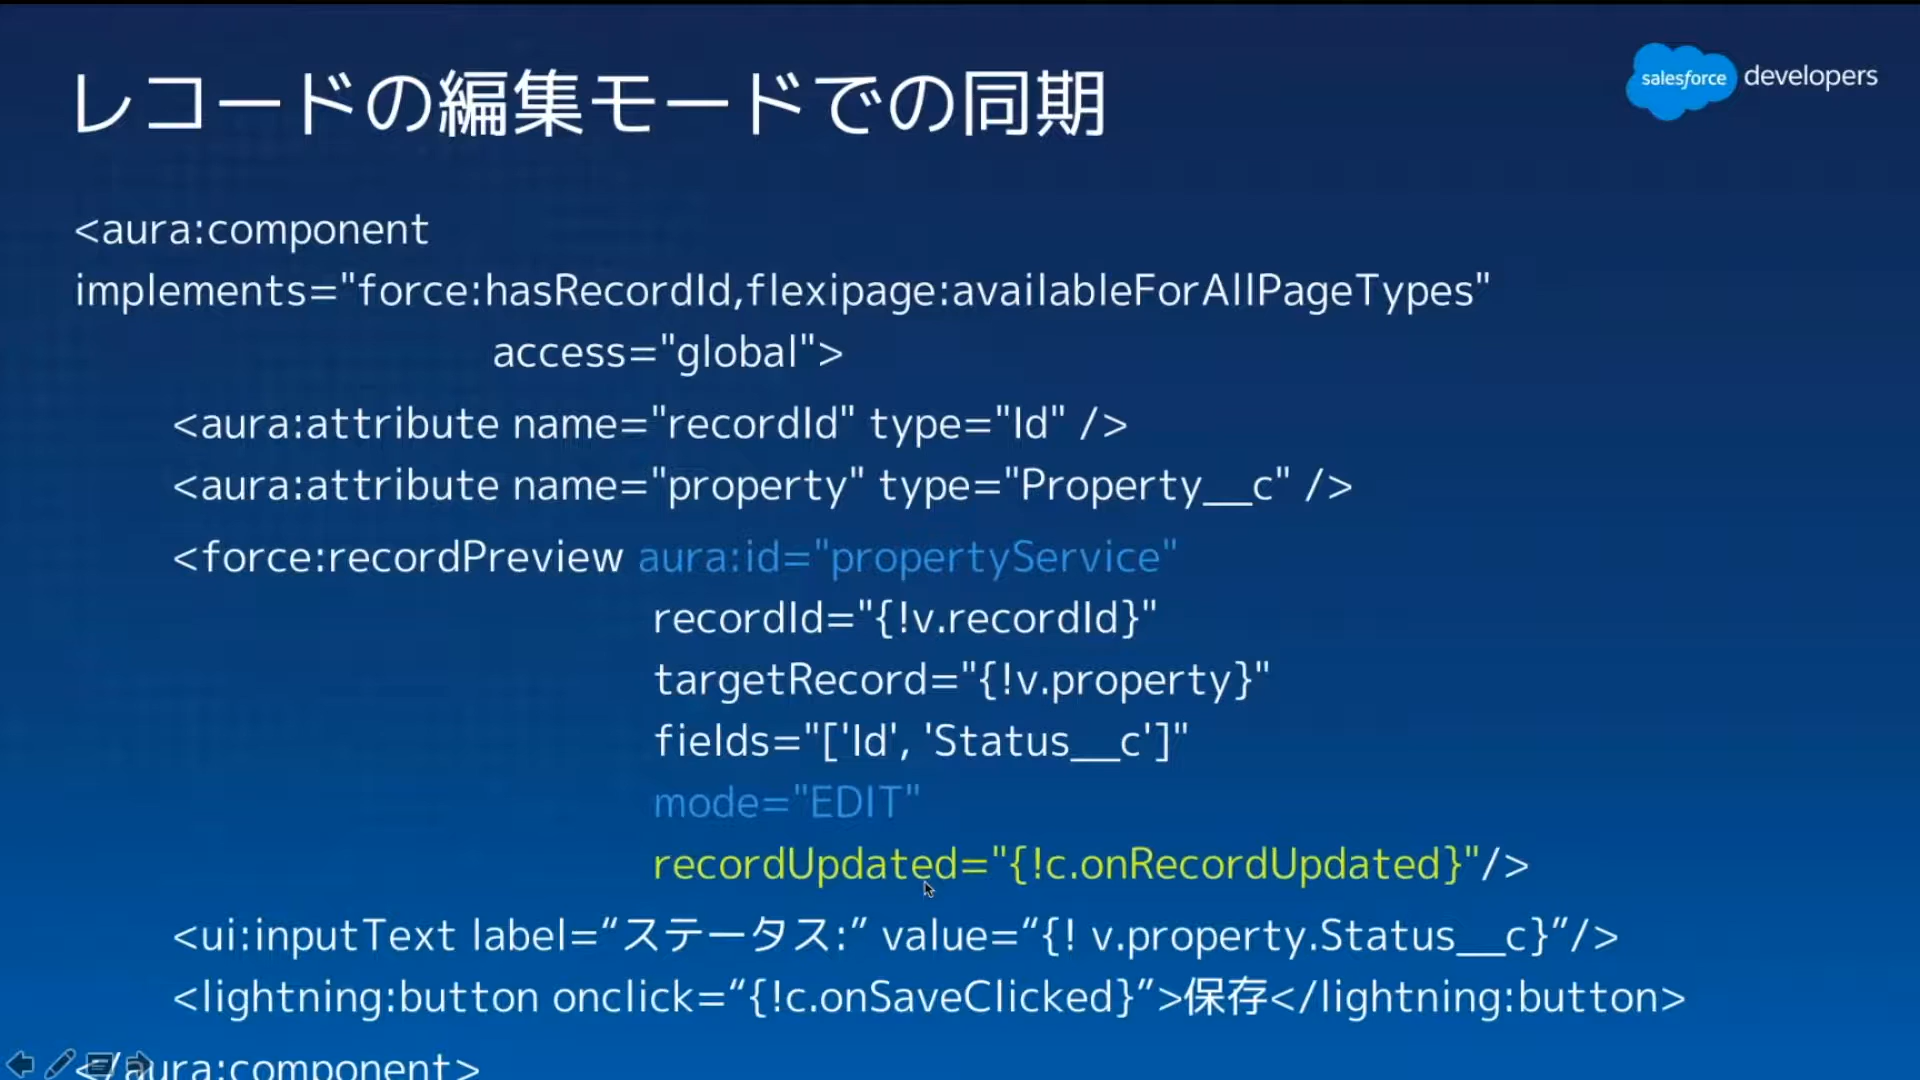 レコードの編集モードでの同期
salesforce developers
<aura:component
implements="force:hasRecordId,flexipage:availableForAllPageTypes"
access="global">
<aura:attribute name="recordId" type="Id" />
<aura:attribute name="property" type="Property__c" />
<force:recordPreview aura:id="propertyService"
recordId="{!v.recordId}"
targetRecord="{!v.property}"
fields="['Id', 'Status__c']"
mode="EDIT"
recordUpdated="{!c.onRecordUpdated}"/>
<ui:inputText label=“ステータス:” value=“{! v.property.Status__c}”/>
<lightning:button onclick=“{!c.onSaveClicked}”>保存</lightning:button>
</aura:component>